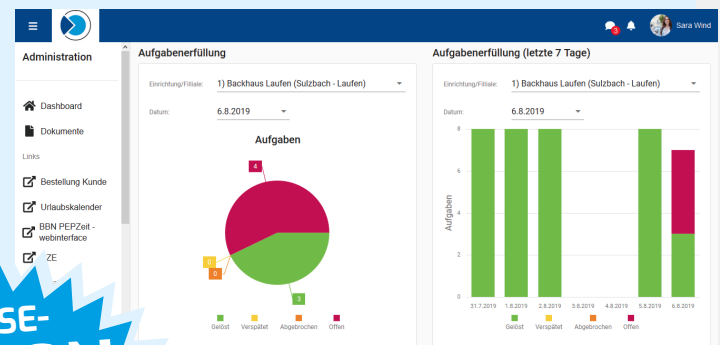 3
Sara Wind
Administration
Dashboard
Dokumente
Links
Bestellung Kunde
Urlaubskalender
BBN PEPZeit -
webinterface
ZE
SE-
Aufgabenerfüllung
Einrichtung/Filiale: 1) Backhaus Laufen (Sulzbach - Laufen)
Datum: 6.8.2019
Aufgaben
4
0
0
3
Gelöst Verspätet Abgebrochen Offen
Aufgabenerfüllung (letzte 7 Tage)
Einrichtung/Filiale: 1) Backhaus Laufen (Sulzbach - Laufen)
Datum: 6.8.2019
8
6
4
2
0
Aufgaben
31.7.2019 1.8.2019 2.8.2019 3.8.2019 4.8.2019 5.8.2019 6.8.2019
Gelöst Verspätet Abgebrochen Offen